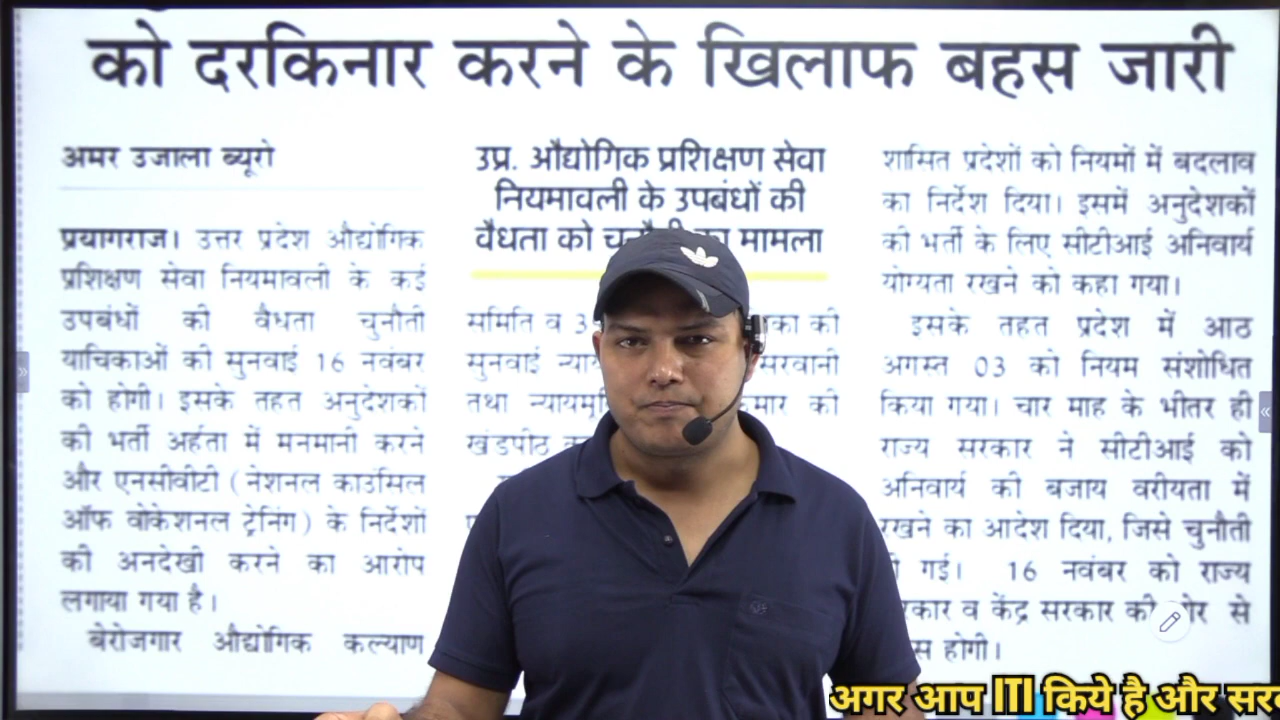 को दरकिनार करने के खिलाफ बहस जारी
अमर उजाला ब्यूरो
प्रयागराज। उत्तर प्रदेश औद्योगिक
प्रशिक्षण सेवा नियमावली के कई
उपबंधों की वैधता चुनौती
याचिकाओं की सुनवाई 16 नवंबर
को होगी। इसके तहत अनुदेशकों
की भर्ती अर्हता में मनमानी करने
और एनसीवीटी (नेशनल काउंसिल
ऑफ वोकेशनल ट्रेनिंग) के निर्देशों
की अनदेखी करने का आरोप
लगाया गया है।
बेरोजगार औद्योगिक कल्याण
उप्र. औद्योगिक प्रशिक्षण सेवा
नियमावली के उपबंधों की
वैधता को चुनौती का मामला
समिति व की
सुनवाई
तथा की
खंडपीठ
शासित प्रदेशों को नियमों में बदलाव
का निर्देश दिया। इसमें अनुदेशकों
की भर्ती के लिए सीटीआई अनिवार्य
योग्यता रखने को कहा गया।
इसके तहत प्रदेश में आठ
अगस्त 03 को नियम संशोधित
किया गया। चार माह के भीतर ही
राज्य सरकार ने सीटीआई को
अनिवार्य की बजाय वरीयता में
रखने का आदेश दिया, जिसे चुनौती
गई। 16 नवंबर को राज्य
व केंद्र सरकार की से
होगी।
अगर आप ITI किये है और सर